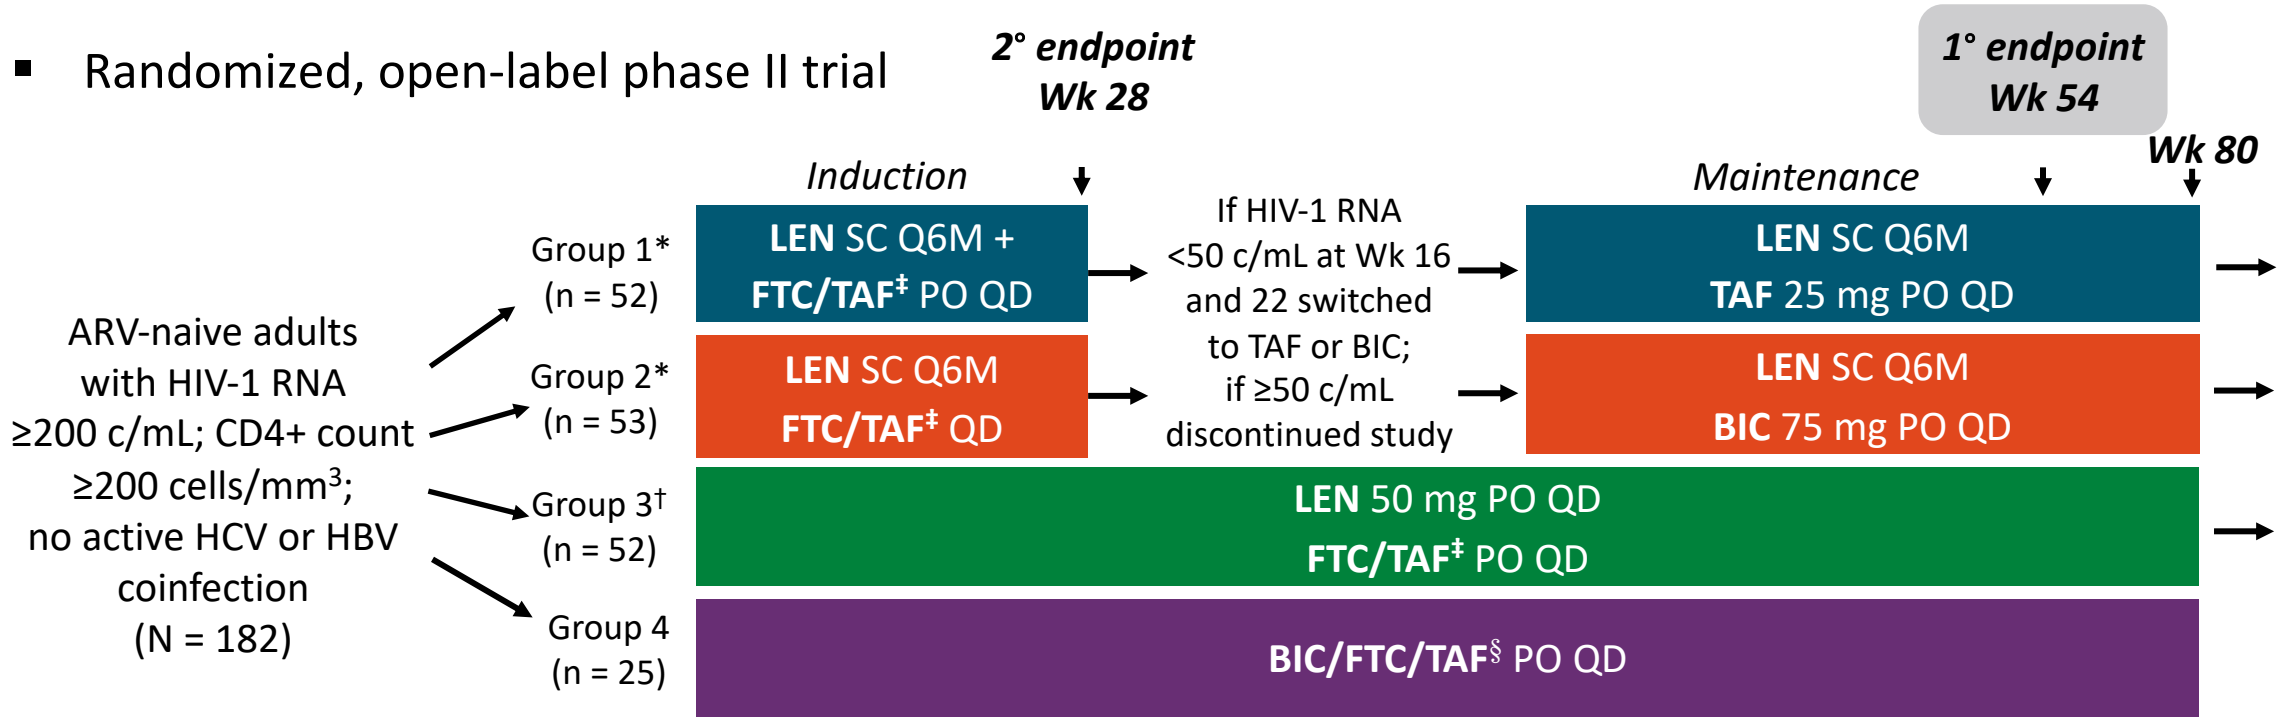 ▪ Randomized, open-label phase II trial
2° endpoint
Wk 28
1° endpoint
Wk 54
Wk 80
Induction
Maintenance
ARV-naive adults
with HIV-1 RNA
≥200 c/mL; CD4+ count
≥200 cells/mm³;
no active HCV or HBV
coinfection
(N = 182)
Group 1*
(n = 52)
LEN SC Q6M +
FTC/TAF‡ PO QD
Group 2*
(n = 53)
LEN SC Q6M
FTC/TAF‡ QD
If HIV-1 RNA
<50 c/mL at Wk 16
and 22 switched
to TAF or BIC;
if ≥50 c/mL
discontinued study
LEN SC Q6M
TAF 25 mg PO QD
LEN SC Q6M
BIC 75 mg PO QD
Group 3†
(n = 52)
LEN 50 mg PO QD
FTC/TAF‡ PO QD
Group 4
(n = 25)
BIC/FTC/TAF§ PO QD